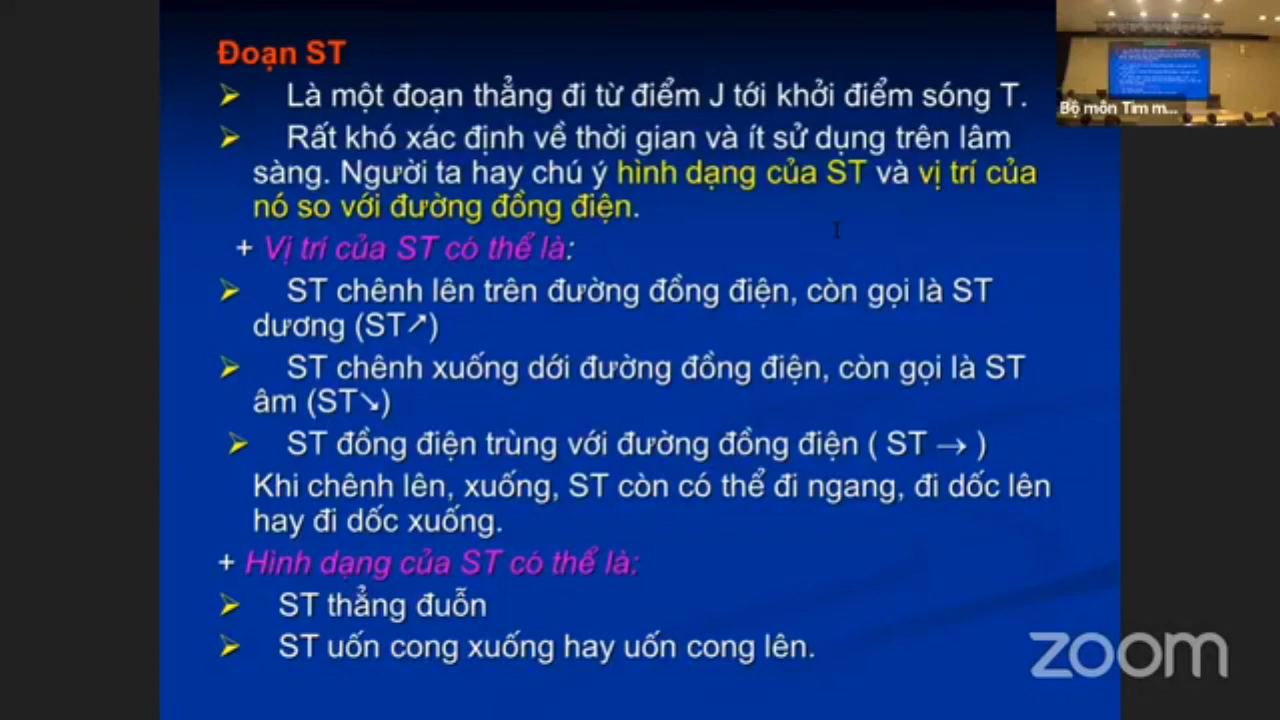 Đoạn ST
➢ Là một đoạn thẳng đi từ điểm J tới khởi điểm sóng T.
➢ Rất khó xác định về thời gian và ít sử dụng trên lâm
sàng. Người ta hay chú ý hình dạng của ST và vị trí của
nó so với đường đồng điện.
+ Vị trí của ST có thể là:
➢ ST chênh lên trên đường đồng điện, còn gọi là ST
dương (ST↗)
➢ ST chênh xuống dới đường đồng điện, còn gọi là ST
âm (ST↘)
➢ ST đồng điện trùng với đường đồng điện ( ST → )
Khi chênh lên, xuống, ST còn có thể đi ngang, đi dốc lên
hay đi dốc xuống.
+ Hình dạng của ST có thể là:
➢ ST thẳng đuỗn
➢ ST uốn cong xuống hay uốn cong lên.
Bộ môn Tim m...
zoom